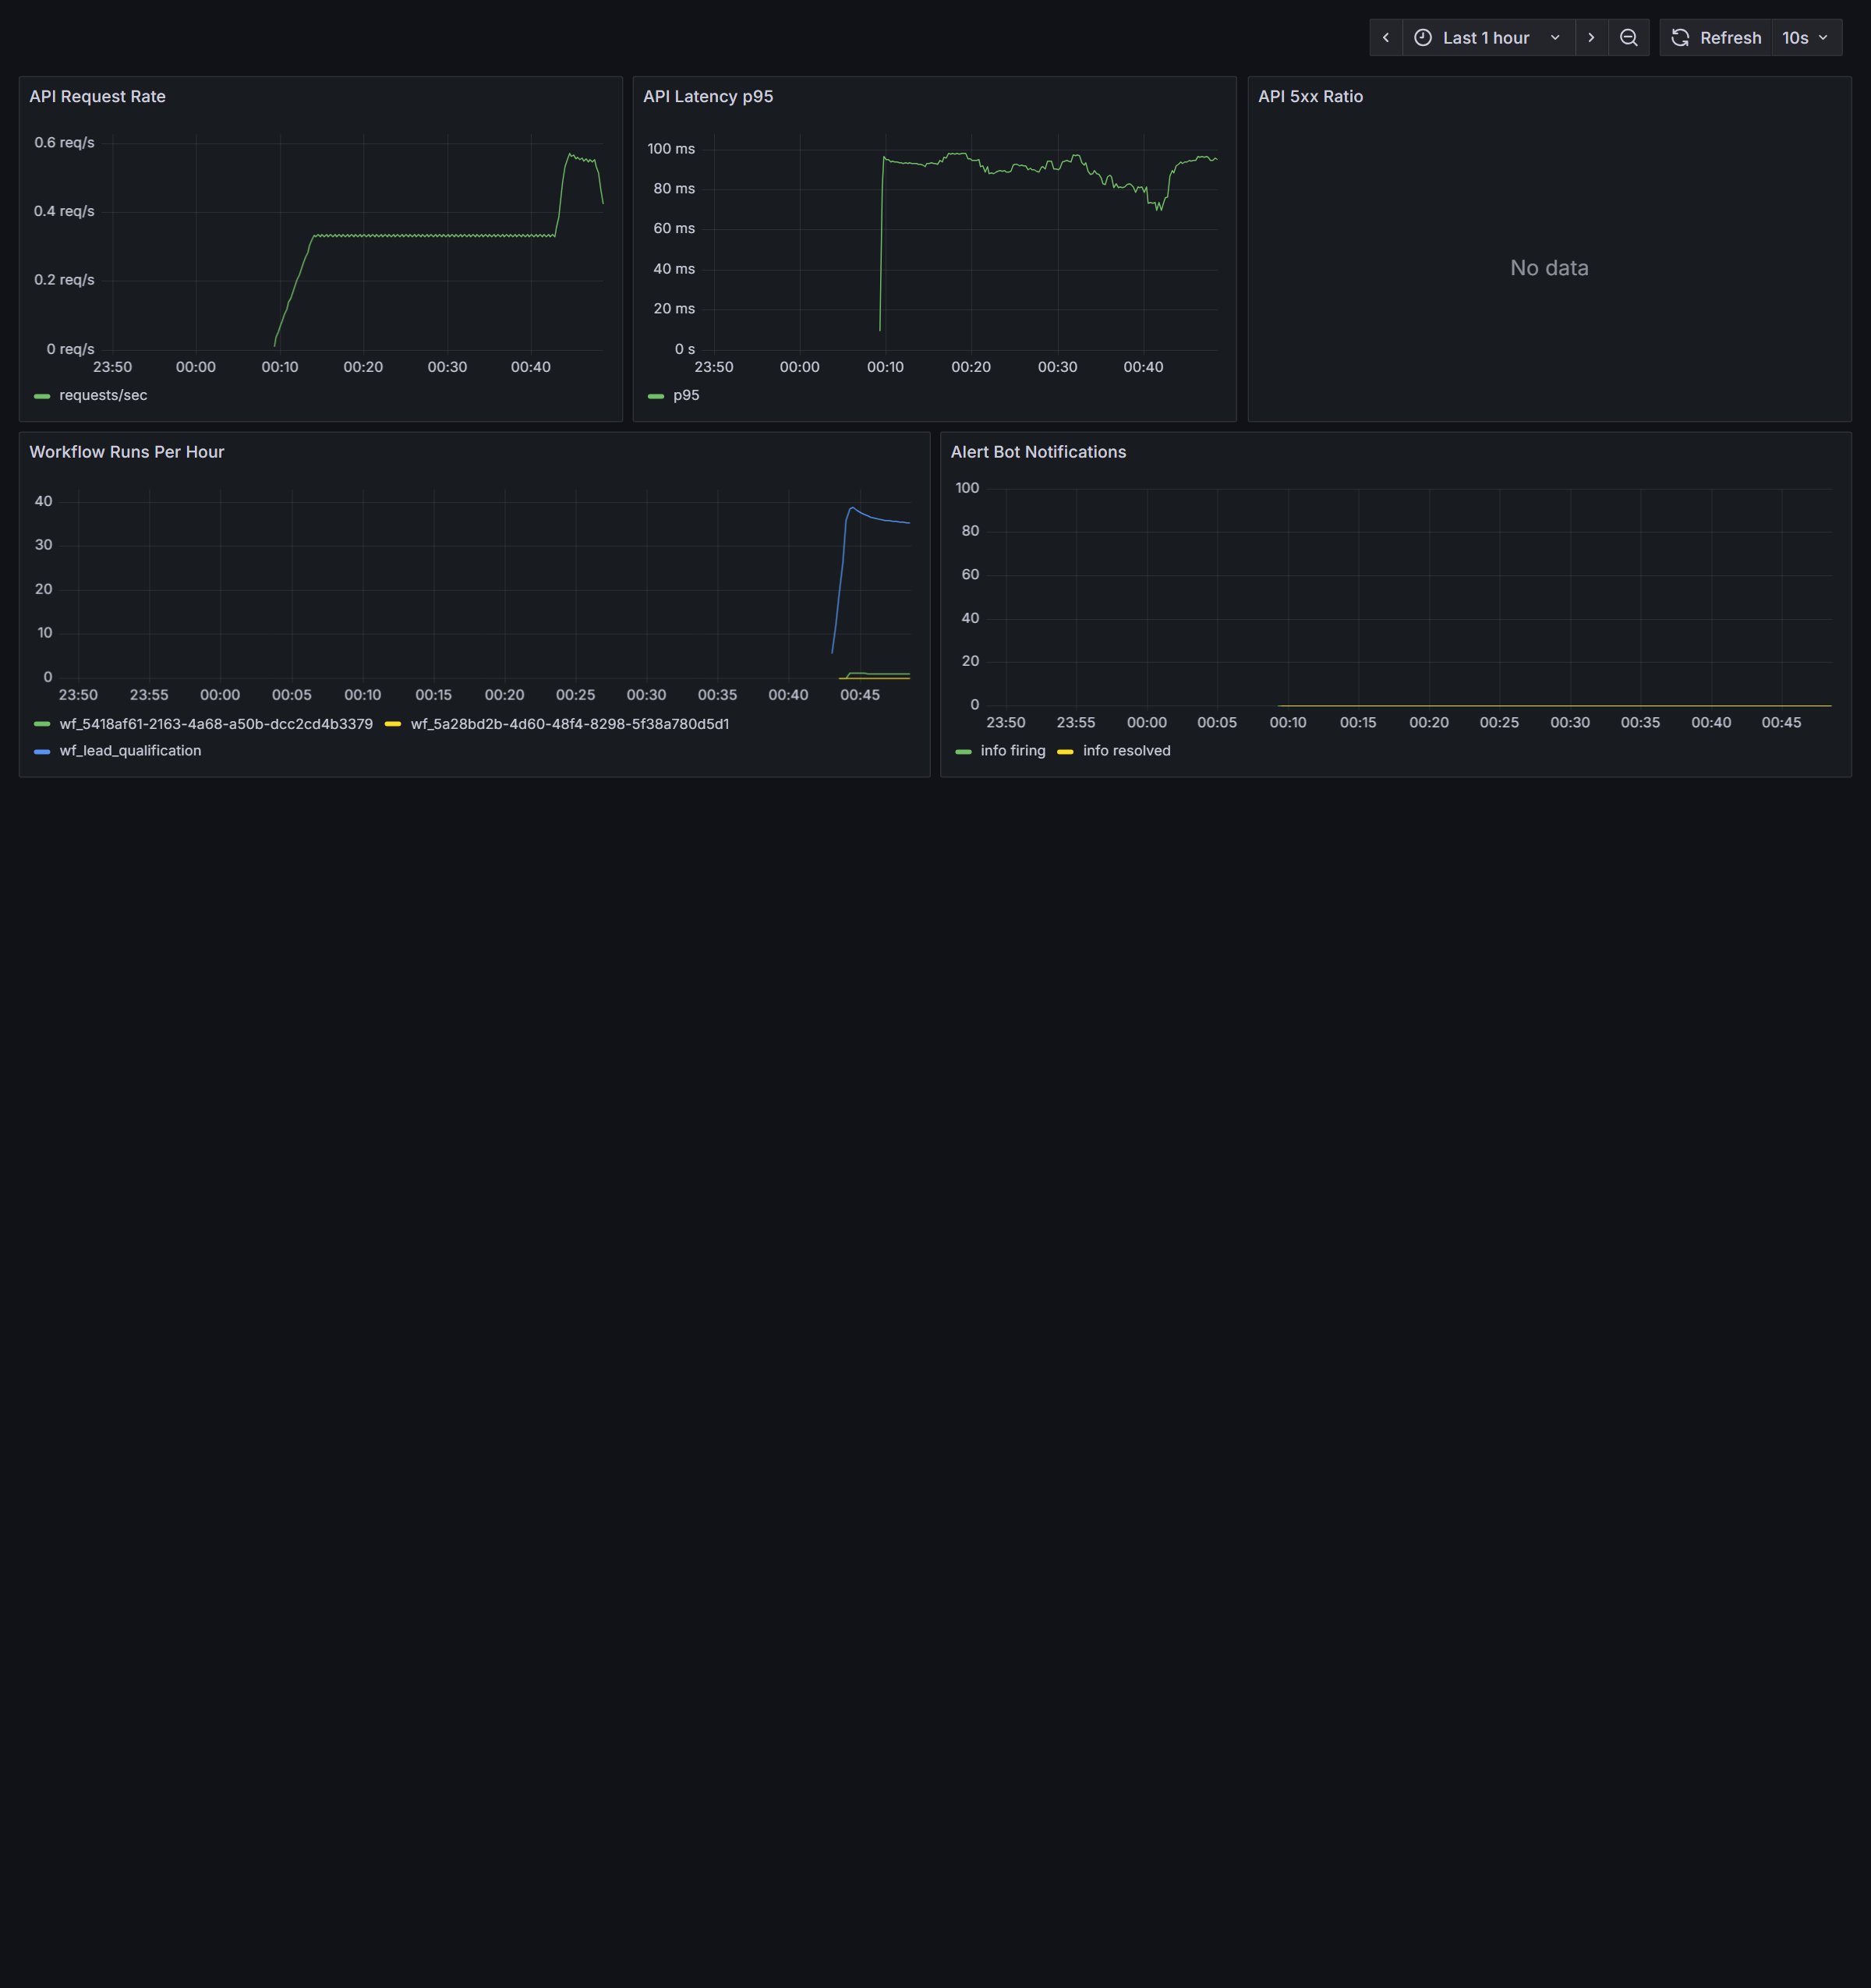 Last 1 hour
Refresh 10s
API Request Rate
0.6 req/s
0.4 req/s
0.2 req/s
0 req/s
23:50 00:00 00:10 00:20 00:30 00:40
requests/sec
API Latency p95
100 ms
80 ms
60 ms
40 ms
20 ms
0 s
23:50 00:00 00:10 00:20 00:30 00:40
p95
API 5xx Ratio
No data
Workflow Runs Per Hour
40
30
20
10
0
23:50 23:55 00:00 00:05 00:10 00:15 00:20 00:25 00:30 00:35 00:40 00:45
wf_5418af61-2163-4a68-a50b-dcc2cd4b3379 wf_5a28bd2b-4d60-48f4-8298-5f38a780d5d1
wf_lead_qualification
Alert Bot Notifications
100
80
60
40
20
0
23:50 23:55 00:00 00:05 00:10 00:15 00:20 00:25 00:30 00:35 00:40 00:45
info firing info resolved